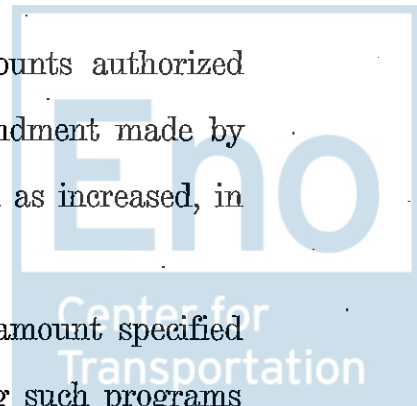 ounts authorized
ndment made by
as increased, in
Eno
amount specified
Center for
Transportation
such programs